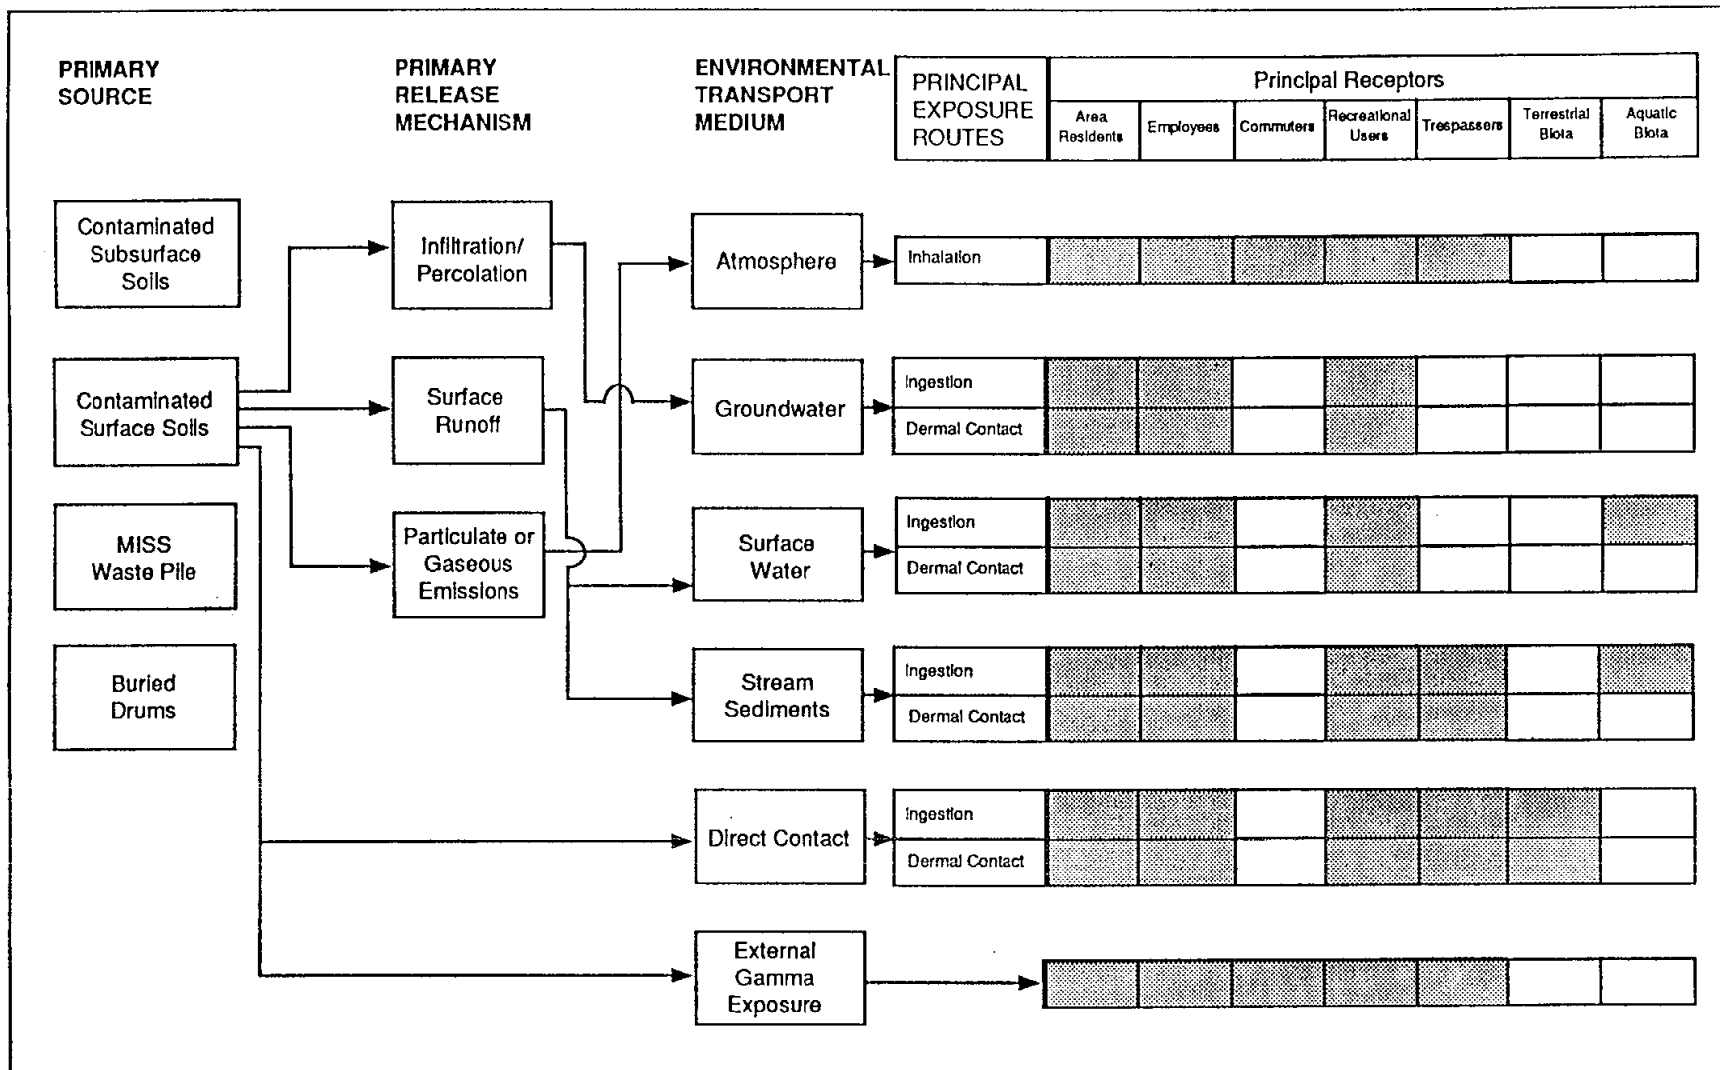 PRIMARY
SOURCE
PRIMARY
RELEASE
MECHANISM
ENVIRONMENTAL
TRANSPORT
MEDIUM
PRINCIPAL
EXPOSURE
ROUTES
Principal Receptors
Area
Residents
Employees
Commuters
Recreational
Users
Trespassers
Terrestrial
Biota
Aquatic
Biota
Contaminated
Subsurface
Soils
Infiltration/
Percolation
Atmosphere
Inhalation
Contaminated
Surface Soils
Surface
Runoff
Groundwater
Ingestion
Dermal Contact
MISS
Waste Pile
Particulate or
Gaseous
Emissions
Surface
Water
Ingestion
Dermal Contact
Buried
Drums
Stream
Sediments
Ingestion
Dermal Contact
Direct Contact
Ingestion
Dermal Contact
External
Gamma
Exposure